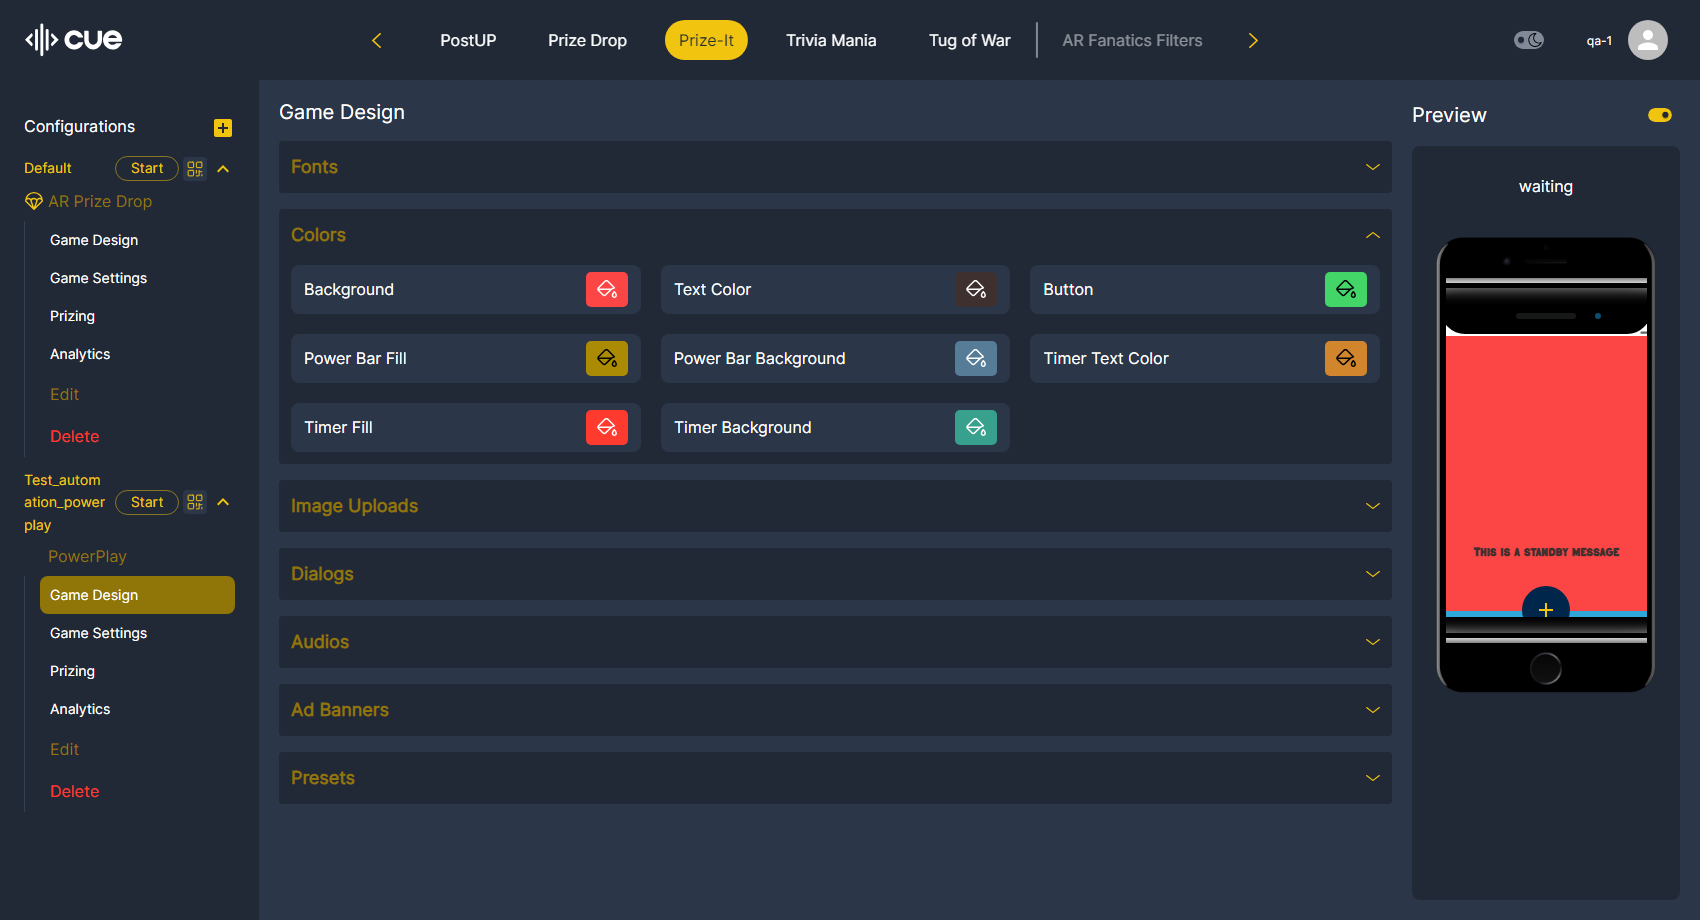 cue
PostUP
Prize Drop
Prize-It
Trivia Mania
Tug of War
AR Fanatics Filters
qa-1
Configurations
Default
Start
AR Prize Drop
Game Design
Game Settings
Prizing
Analytics
Edit
Delete
Test_autom
ation_power
play
Start
PowerPlay
Game Design
Game Settings
Prizing
Analytics
Edit
Delete
Game Design
Fonts
Colors
Background
Text Color
Button
Power Bar Fill
Power Bar Background
Timer Text Color
Timer Fill
Timer Background
Image Uploads
Dialogs
Audios
Ad Banners
Presets
Preview
waiting
This is a standby message